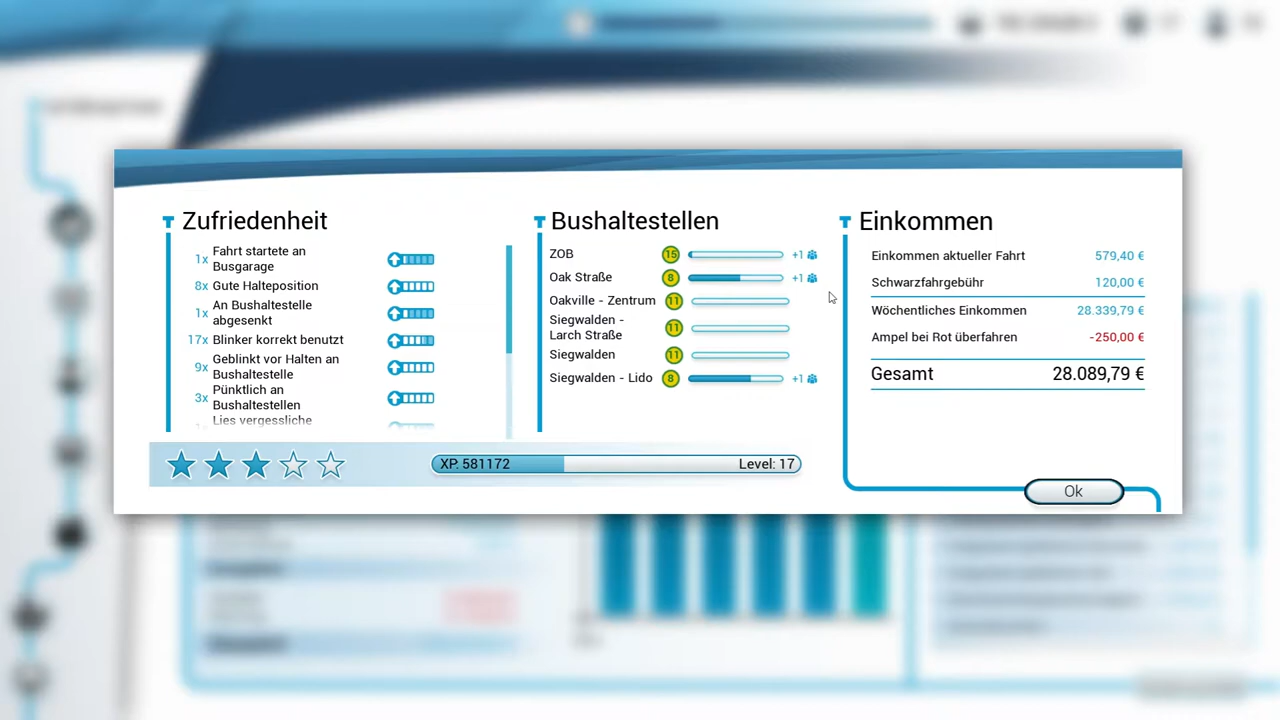 Zufriedenheit
1x Fahrt startete an
Busgarage
8x Gute Halteposition
1x An Bushaltestelle
abgesenkt
17x Blinker korrekt benutzt
9x Geblinkt vor Halten an
Bushaltestelle
3x Pünktlich an
Bushaltestellen
Lies vergessliche
Bushaltestellen
ZOB 15 +1
Oak Straße 8 +1
Oakville - Zentrum 11
Siegwalden -
Larch Straße 11
Siegwalden 11
Siegwalden - Lido 8 +1
Einkommen
Einkommen aktueller Fahrt 579,40 €
Schwarzfahrgebühr 120,00 €
Wöchentliches Einkommen 28.339,79 €
Ampel bei Rot überfahren -250,00 €
Gesamt 28.089,79 €
XP: 581172 Level: 17
Ok